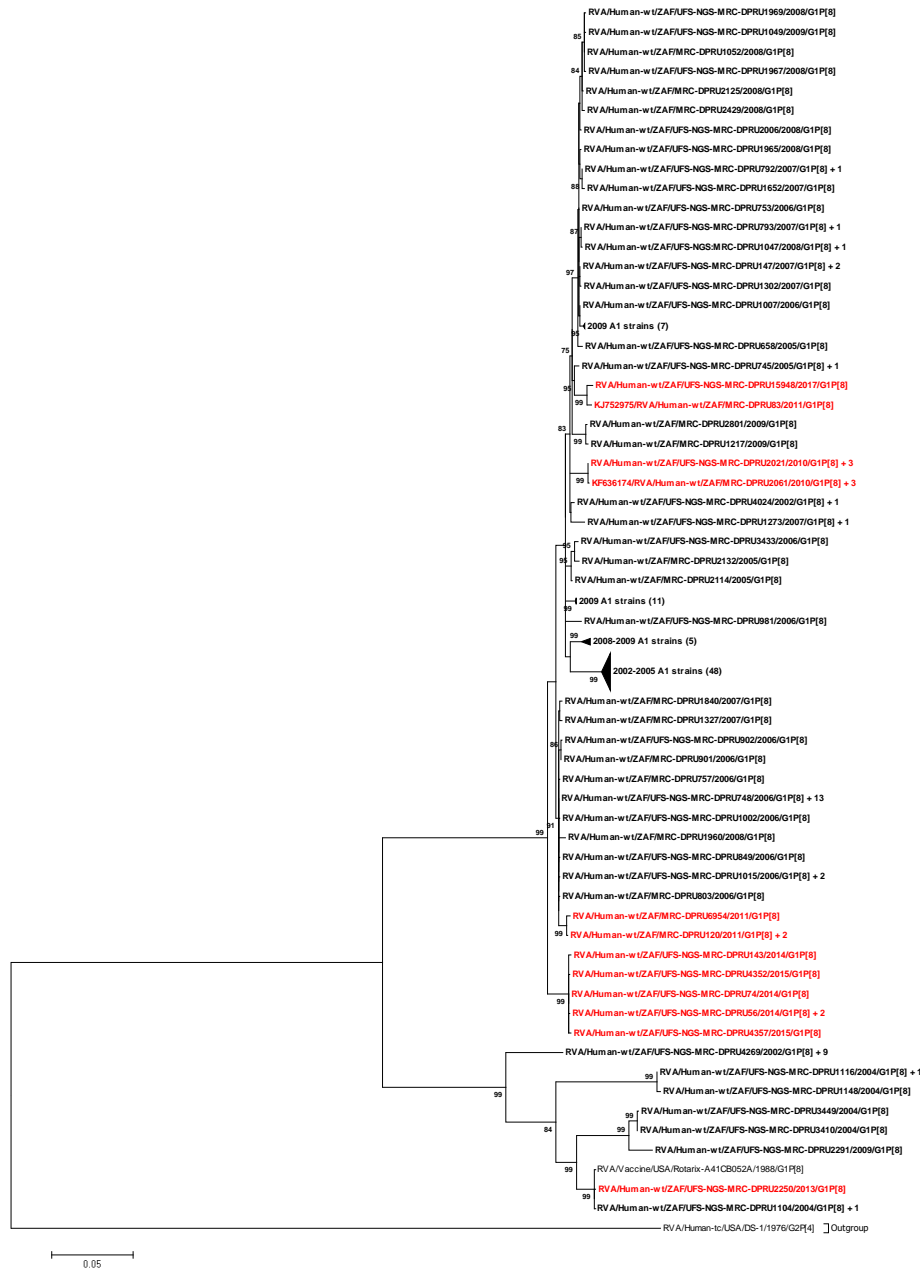 RVA/Human-wt/ZAF/UFS-NGS-MRC-DPRU1969/2008/G1P[8]
85
RVA/Human-wt/ZAF/UFS-NGS-MRC-DPRU1049/2009/G1P[8]
RVA/Human-wt/ZAF/MRC-DPRU1052/2008/G1P[8]
84
RVA/Human-wt/ZAF/UFS-NGS-MRC-DPRU1967/2008/G1P[8]
RVA/Human-wt/ZAF/MRC-DPRU2125/2008/G1P[8]
RVA/Human-wt/ZAF/MRC-DPRU2429/2008/G1P[8]
RVA/Human-wt/ZAF/UFS-NGS-MRC-DPRU2006/2008/G1P[8]
RVA/Human-wt/ZAF/UFS-NGS-MRC-DPRU1965/2008/G1P[8]
RVA/Human-wt/ZAF/UFS-NGS-MRC-DPRU792/2007/G1P[8] + 1
88
RVA/Human-wt/ZAF/UFS-NGS-MRC-DPRU1652/2007/G1P[8]
RVA/Human-wt/ZAF/UFS-NGS-MRC-DPRU753/2006/G1P[8]
87
RVA/Human-wt/ZAF/UFS-NGS-MRC-DPRU793/2007/G1P[8] + 1
RVA/Human-wt/ZAF/UFS-NGS:MRC-DPRU1047/2008/G1P[8] + 1
RVA/Human-wt/ZAF/UFS-NGS-MRC-DPRU147/2007/G1P[8] + 2
97
RVA/Human-wt/ZAF/UFS-NGS-MRC-DPRU1302/2007/G1P[8]
RVA/Human-wt/ZAF/UFS-NGS-MRC-DPRU1007/2006/G1P[8]
2009 A1 strains (7)
95
RVA/Human-wt/ZAF/UFS-NGS-MRC-DPRU658/2005/G1P[8]
75
RVA/Human-wt/ZAF/UFS-NGS-MRC-DPRU745/2005/G1P[8] + 1
RVA/Human-wt/ZAF/UFS-NGS-MRC-DPRU15948/2017/G1P[8]
95
99
KJ752975/RVA/Human-wt/ZAF/MRC-DPRU83/2011/G1P[8]
RVA/Human-wt/ZAF/MRC-DPRU2801/2009/G1P[8]
83
99
RVA/Human-wt/ZAF/MRC-DPRU1217/2009/G1P[8]
RVA/Human-wt/ZAF/UFS-NGS-MRC-DPRU2021/2010/G1P[8] + 3
99
KF636174/RVA/Human-wt/ZAF/MRC-DPRU2061/2010/G1P[8] + 3
RVA/Human-wt/ZAF/UFS-NGS-MRC-DPRU4024/2002/G1P[8] + 1
RVA/Human-wt/ZAF/UFS-NGS-MRC-DPRU1273/2007/G1P[8] + 1
RVA/Human-wt/ZAF/UFS-NGS-MRC-DPRU3433/2006/G1P[8]
95
95
RVA/Human-wt/ZAF/MRC-DPRU2132/2005/G1P[8]
RVA/Human-wt/ZAF/MRC-DPRU2114/2005/G1P[8]
2009 A1 strains (11)
99
RVA/Human-wt/ZAF/UFS-NGS-MRC-DPRU981/2006/G1P[8]
99
2008-2009 A1 strains (5)
2002-2005 A1 strains (48)
99
RVA/Human-wt/ZAF/MRC-DPRU1840/2007/G1P[8]
RVA/Human-wt/ZAF/MRC-DPRU1327/2007/G1P[8]
RVA/Human-wt/ZAF/UFS-NGS-MRC-DPRU902/2006/G1P[8]
86
RVA/Human-wt/ZAF/MRC-DPRU901/2006/G1P[8]
RVA/Human-wt/ZAF/MRC-DPRU757/2006/G1P[8]
RVA/Human-wt/ZAF/UFS-NGS-MRC-DPRU748/2006/G1P[8] + 13
RVA/Human-wt/ZAF/UFS-NGS-MRC-DPRU1002/2006/G1P[8]
91
99
RVA/Human-wt/ZAF/MRC-DPRU1960/2008/G1P[8]
RVA/Human-wt/ZAF/UFS-NGS-MRC-DPRU849/2006/G1P[8]
RVA/Human-wt/ZAF/UFS-NGS-MRC-DPRU1015/2006/G1P[8] + 2
RVA/Human-wt/ZAF/MRC-DPRU803/2006/G1P[8]
RVA/Human-wt/ZAF/MRC-DPRU6954/2011/G1P[8]
99
RVA/Human-wt/ZAF/MRC-DPRU120/2011/G1P[8] + 2
RVA/Human-wt/ZAF/UFS-NGS-MRC-DPRU143/2014/G1P[8]
RVA/Human-wt/ZAF/UFS-NGS-MRC-DPRU4352/2015/G1P[8]
RVA/Human-wt/ZAF/UFS-NGS-MRC-DPRU74/2014/G1P[8]
99
RVA/Human-wt/ZAF/UFS-NGS-MRC-DPRU56/2014/G1P[8] + 2
RVA/Human-wt/ZAF/UFS-NGS-MRC-DPRU4357/2015/G1P[8]
RVA/Human-wt/ZAF/UFS-NGS-MRC-DPRU4269/2002/G1P[8] + 9
RVA/Human-wt/ZAF/UFS-NGS-MRC-DPRU1116/2004/G1P[8] + 1
99
99
RVA/Human-wt/ZAF/UFS-NGS-MRC-DPRU1148/2004/G1P[8]
RVA/Human-wt/ZAF/UFS-NGS-MRC-DPRU3449/2004/G1P[8]
99
84
99
RVA/Human-wt/ZAF/UFS-NGS-MRC-DPRU3410/2004/G1P[8]
RVA/Human-wt/ZAF/UFS-NGS-MRC-DPRU2291/2009/G1P[8]
99
RVA/Vaccine/USA/Rotarix-A41CB052A/1988/G1P[8]
RVA/Human-wt/ZAF/UFS-NGS-MRC-DPRU2250/2013/G1P[8]
99
RVA/Human-wt/ZAF/UFS-NGS-MRC-DPRU1104/2004/G1P[8] + 1
RVA/Human-tc/USA/DS-1/1976/G2P[4] Outgroup
0.05